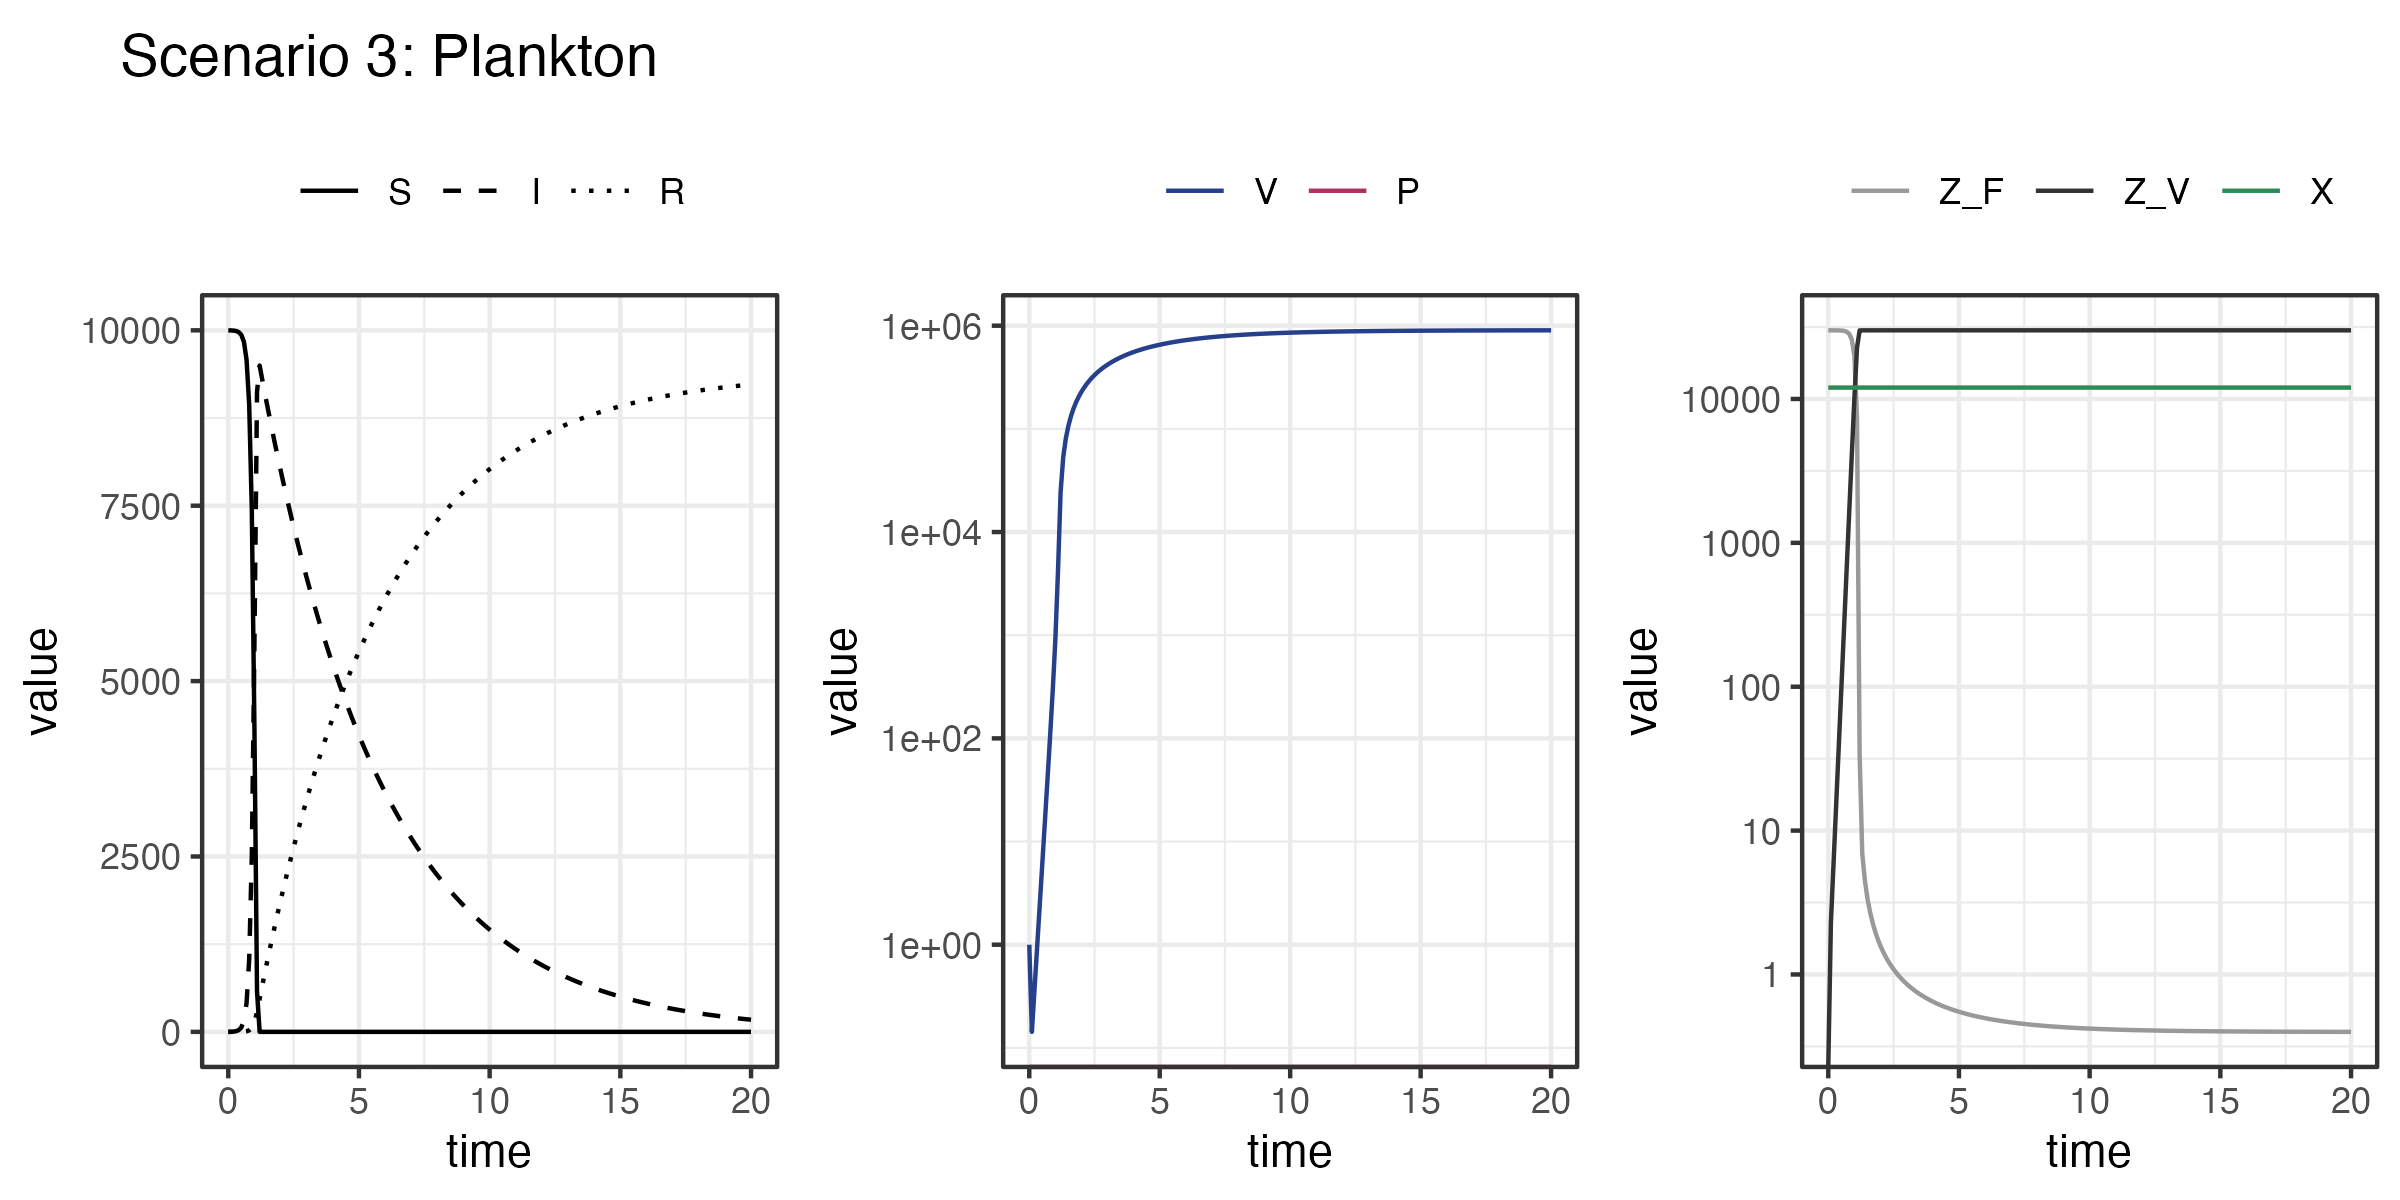 Scenario 3: Plankton
S I R
10000
7500
5000
2500
0
value
0 5 10 15 20
time
V P
1e+06
1e+04
1e+02
1e+00
value
0 5 10 15 20
time
Z_F Z_V X
10000
1000
100
10
1
value
0 5 10 15 20
time